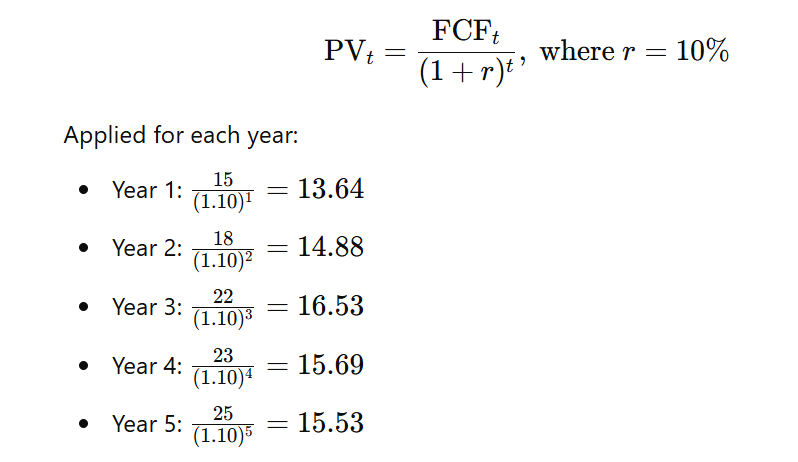 PVₜ = FCFₜ / (1 + r)ᵗ, where r = 10%
Applied for each year:
• Year 1: 15 / (1.10)¹ = 13.64
• Year 2: 18 / (1.10)² = 14.88
• Year 3: 22 / (1.10)³ = 16.53
• Year 4: 23 / (1.10)⁴ = 15.69
• Year 5: 25 / (1.10)⁵ = 15.53